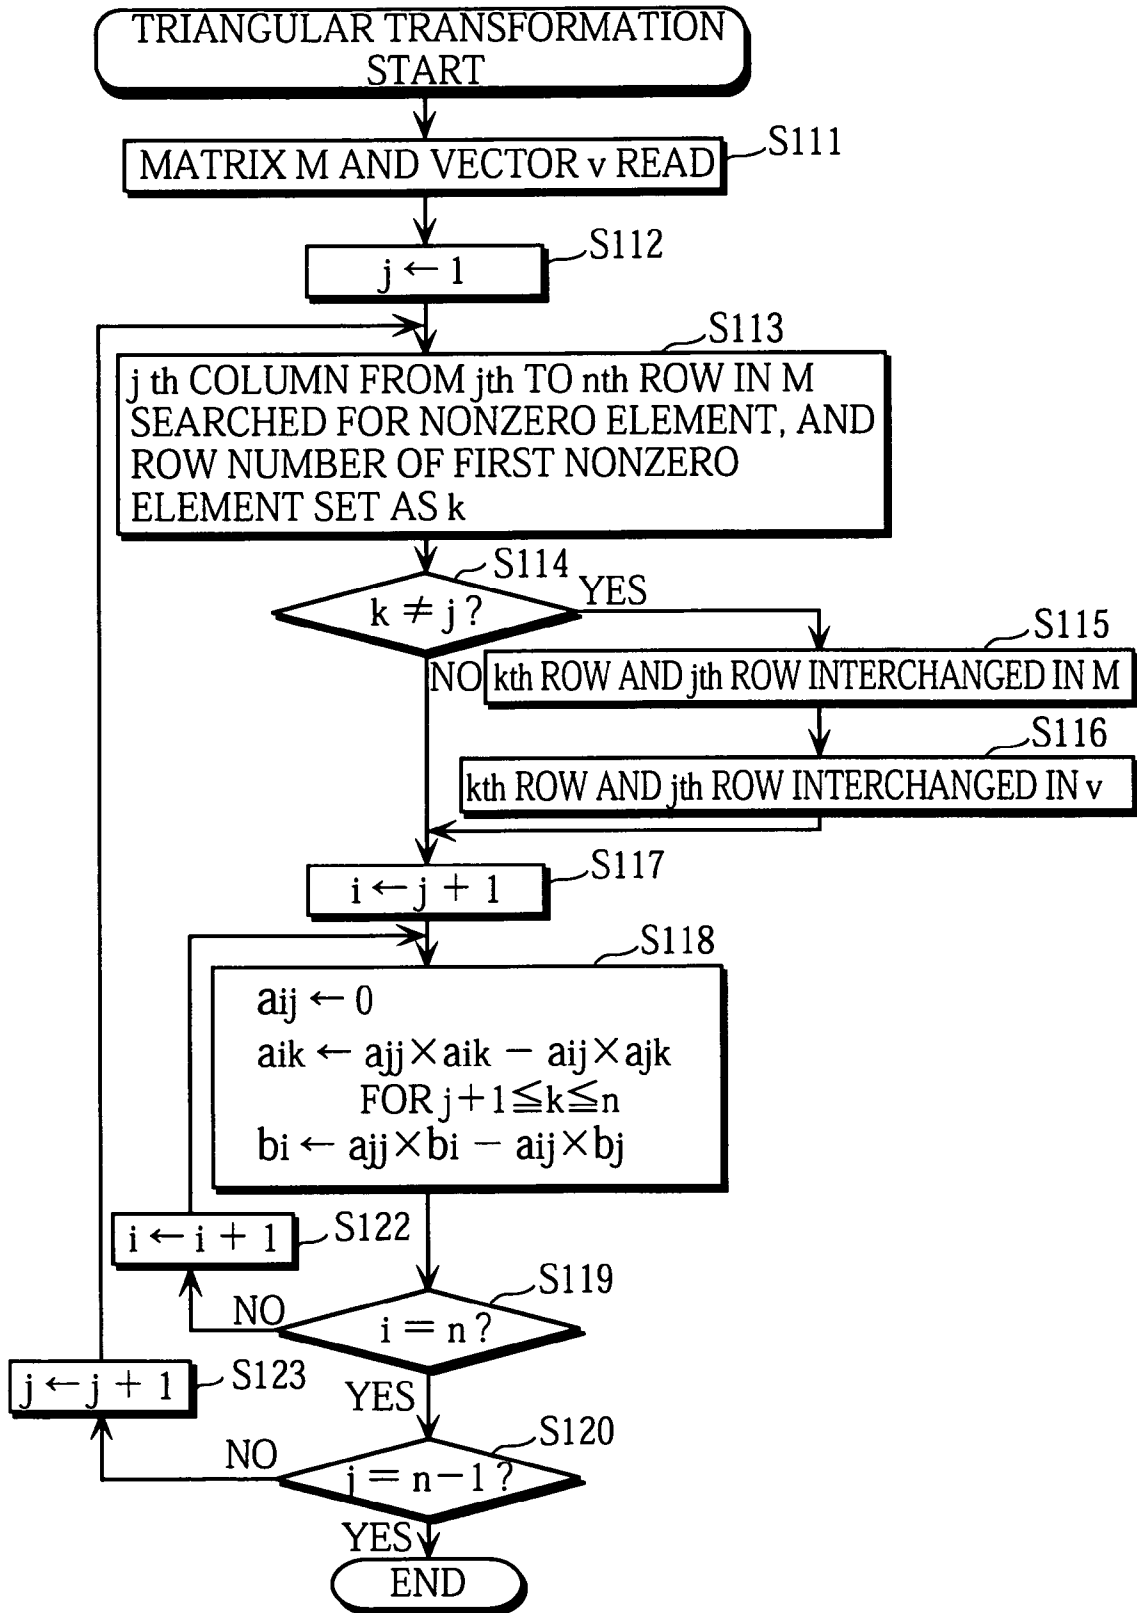 TRIANGULAR TRANSFORMATION
START
S111
MATRIX M AND VECTOR v READ
S112
j ← 1
S113
j th COLUMN FROM jth TO nth ROW IN M
SEARCHED FOR NONZERO ELEMENT, AND
ROW NUMBER OF FIRST NONZERO
ELEMENT SET AS k
S114
k ≠ j ?
YES
NO
S115
kth ROW AND jth ROW INTERCHANGED IN M
S116
kth ROW AND jth ROW INTERCHANGED IN v
S117
i ← j + 1
S118
aij ← 0
aik ← ajj × aik − aij × ajk
FOR j+1≦k≦n
bi ← ajj × bi − aij × bj
S122
i ← i + 1
S119
NO
i = n ?
S123
j ← j + 1
YES
S120
NO
j = n−1 ?
YES
END